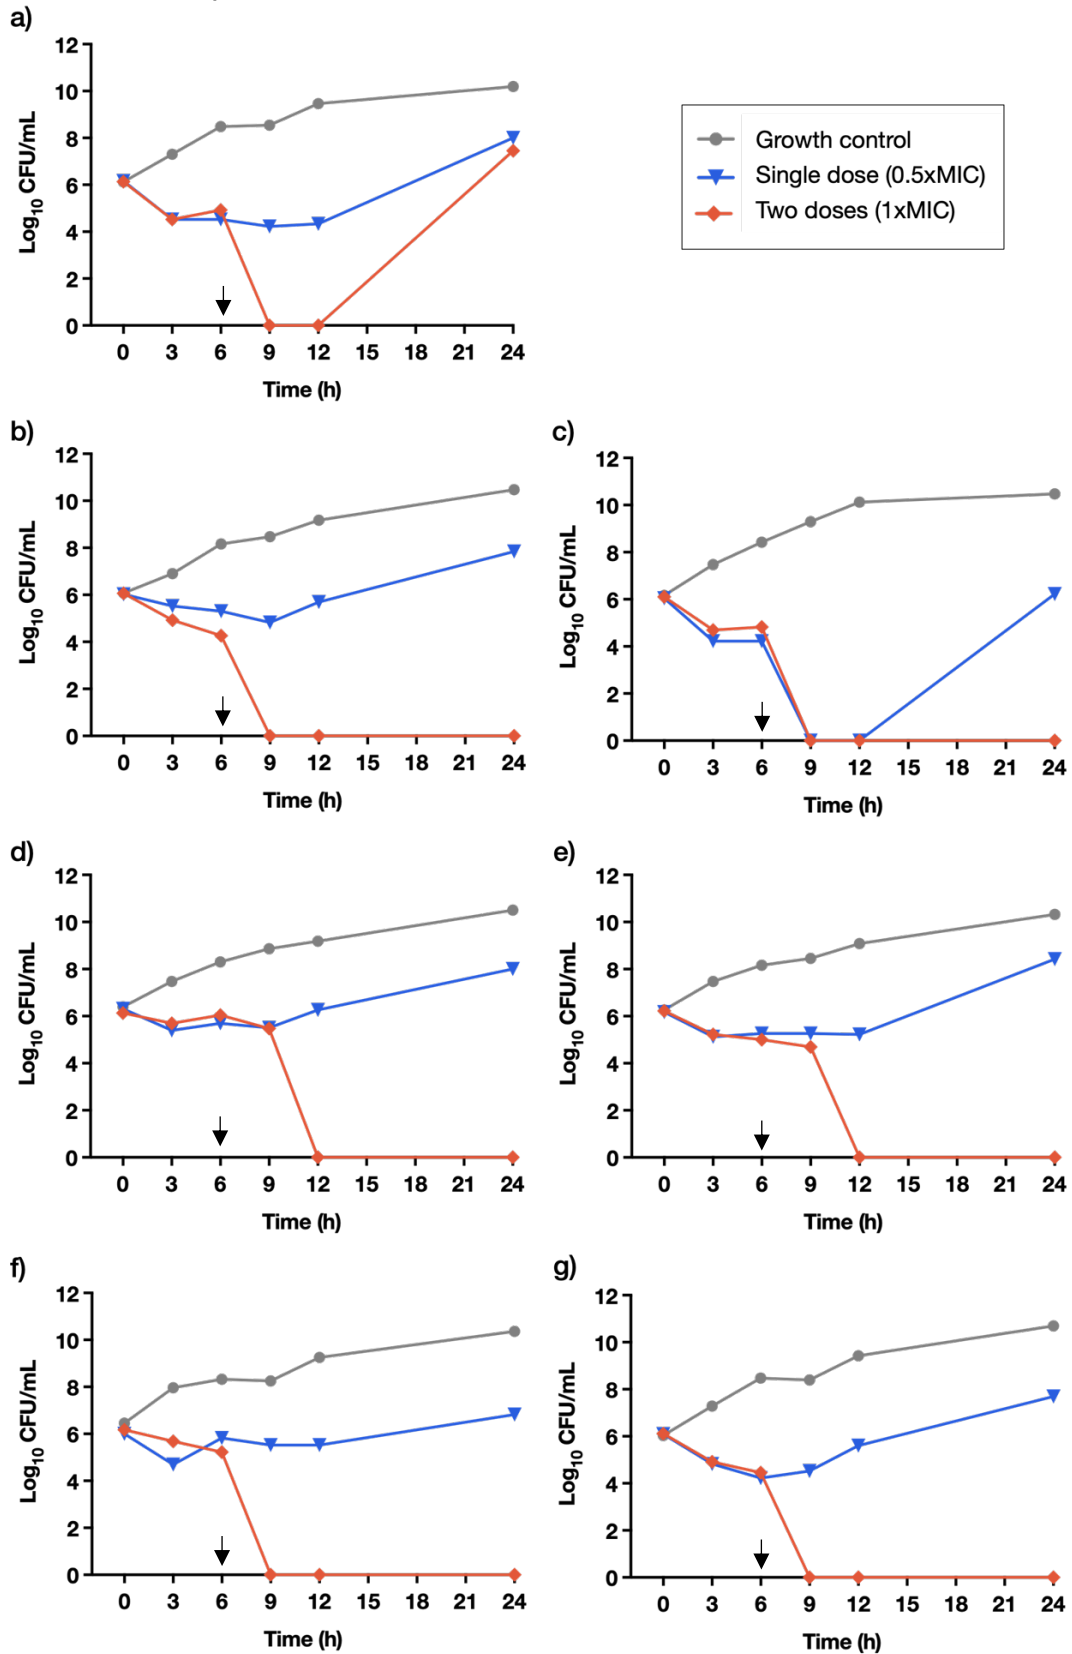 a)
12
10
8
6
4
2
0
Log10 CFU/mL
0 3 6 9 12 15 18 21 24
Time (h)
Growth control
Single dose (0.5xMIC)
Two doses (1xMIC)
b)
12
10
8
6
4
2
0
Log10 CFU/mL
0 3 6 9 12 15 18 21 24
Time (h)
c)
12
10
8
6
4
2
0
Log10 CFU/mL
0 3 6 9 12 15 18 21 24
Time (h)
d)
12
10
8
6
4
2
0
Log10 CFU/mL
0 3 6 9 12 15 18 21 24
Time (h)
e)
12
10
8
6
4
2
0
Log10 CFU/mL
0 3 6 9 12 15 18 21 24
Time (h)
f)
12
10
8
6
4
2
0
Log10 CFU/mL
0 3 6 9 12 15 18 21 24
Time (h)
g)
12
10
8
6
4
2
0
Log10 CFU/mL
0 3 6 9 12 15 18 21 24
Time (h)